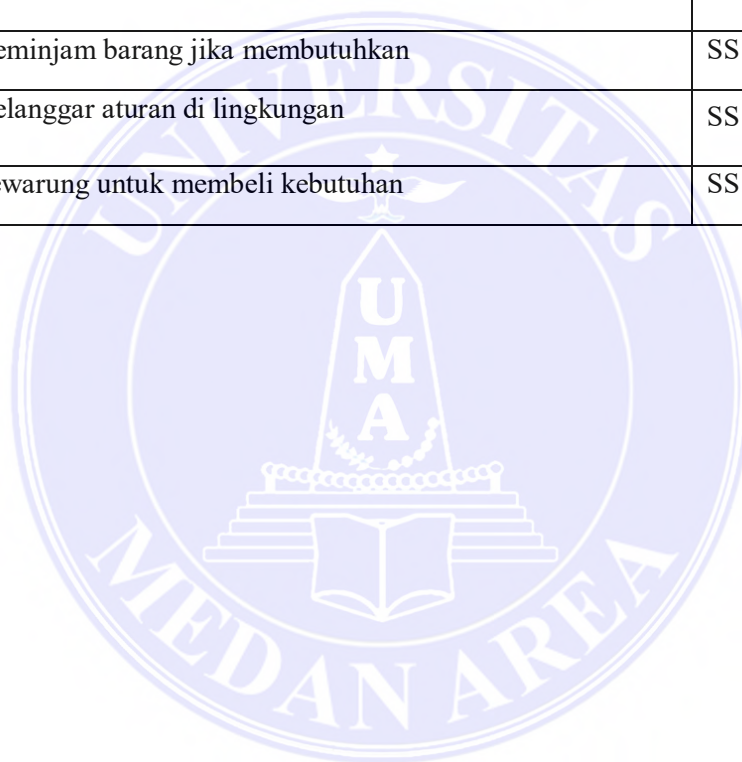 eminjam barang jika membutuhkan SS
elanggar aturan di lingkungan SS
ewarung untuk membeli kebutuhan SS
UNIVERSITAS
U
M
A
MEDAN AREA